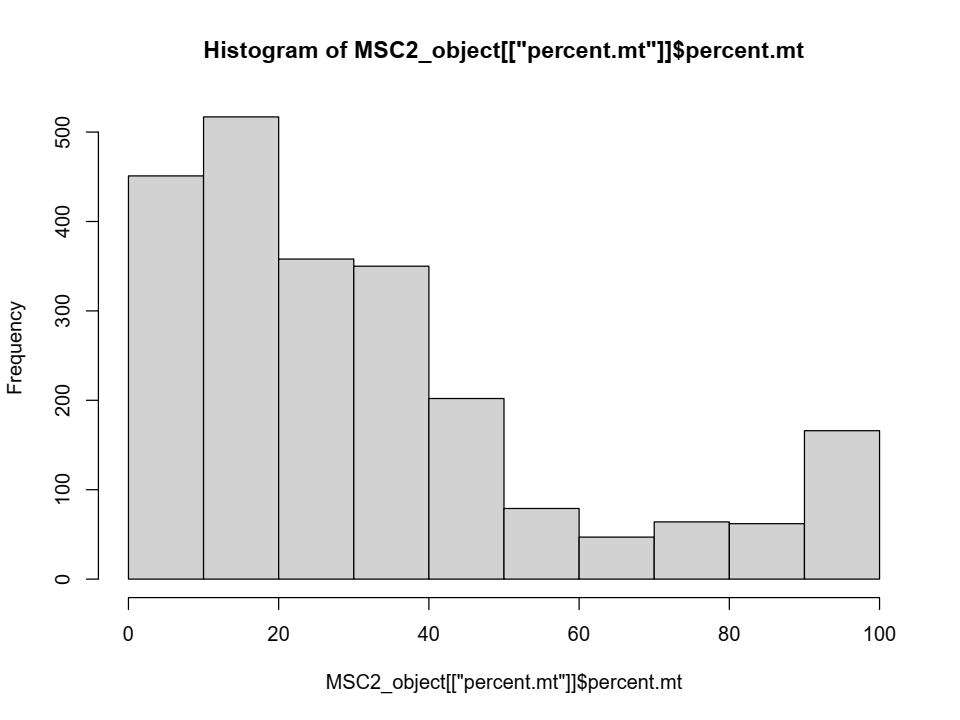 Histogram of MSC2_object[["percent.mt"]]$percent.mt
Frequency
500
400
300
200
100
0
0 20 40 60 80 100
MSC2_object[["percent.mt"]]$percent.mt